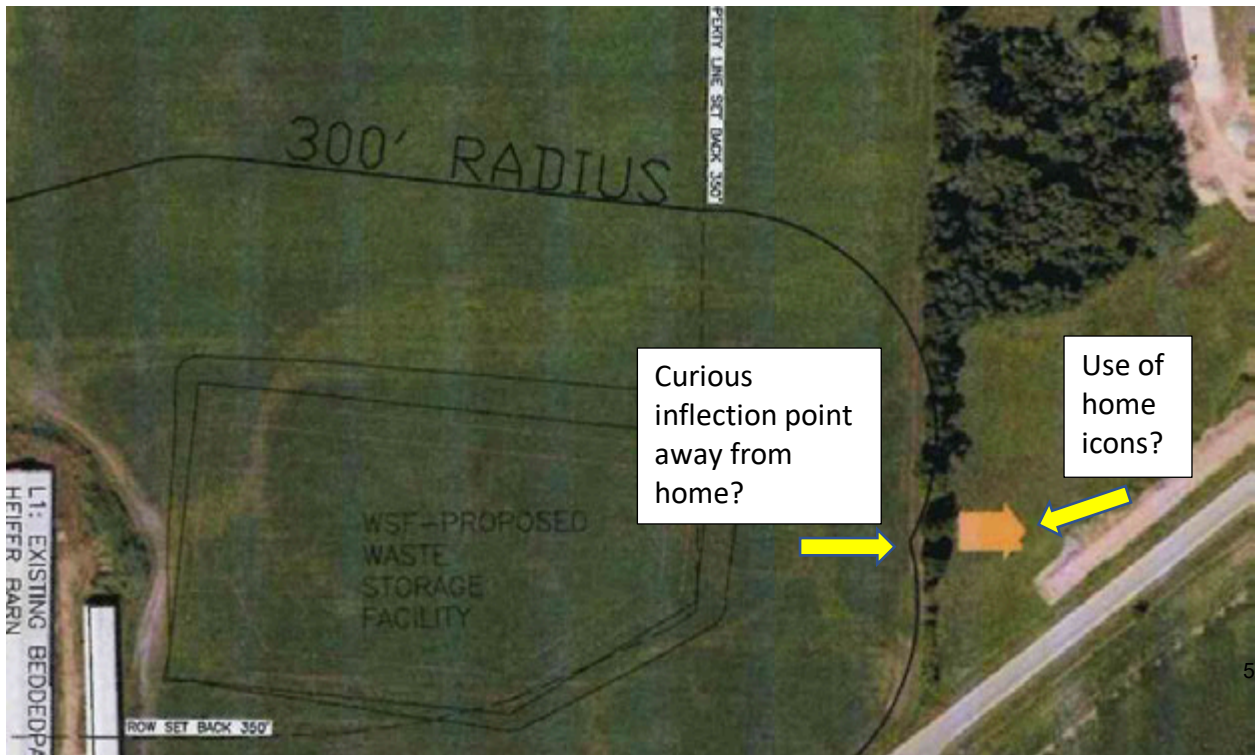 PERTY LINE SET BACK 350'
300' RADIUS
Curious
inflection point
away from
home?
Use of
home
icons?
WSF-PROPOSED
WASTE
STORAGE
FACILITY
L1: EXISTING BEDDEDPA
HEIFER BARN
ROW SET BACK 350'
5